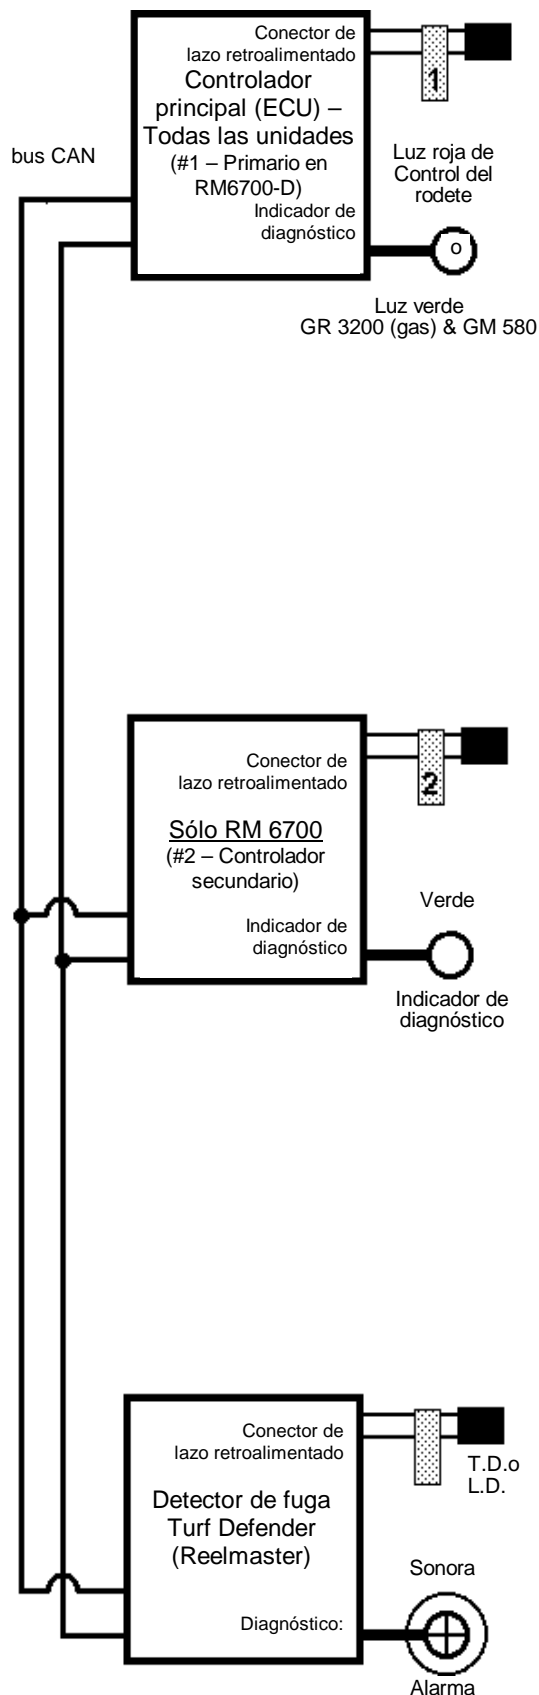 Conector de
lazo retroalimentado
Controlador
principal (ECU) –
Todas las unidades
(#1 – Primario en
RM6700-D)
Indicador de
diagnóstico
1
bus CAN
Luz roja de
Control del
rodete
o
Luz verde
GR 3200 (gas) & GM 580
Conector de
lazo retroalimentado
2
Sólo RM 6700
(#2 – Controlador
secundario)
Indicador de
diagnóstico
Verde
Indicador de
diagnóstico
Conector de
lazo retroalimentado
T.D.o
L.D.
Detector de fuga
Turf Defender
(Reelmaster)
Diagnóstico:
Sonora
Alarma